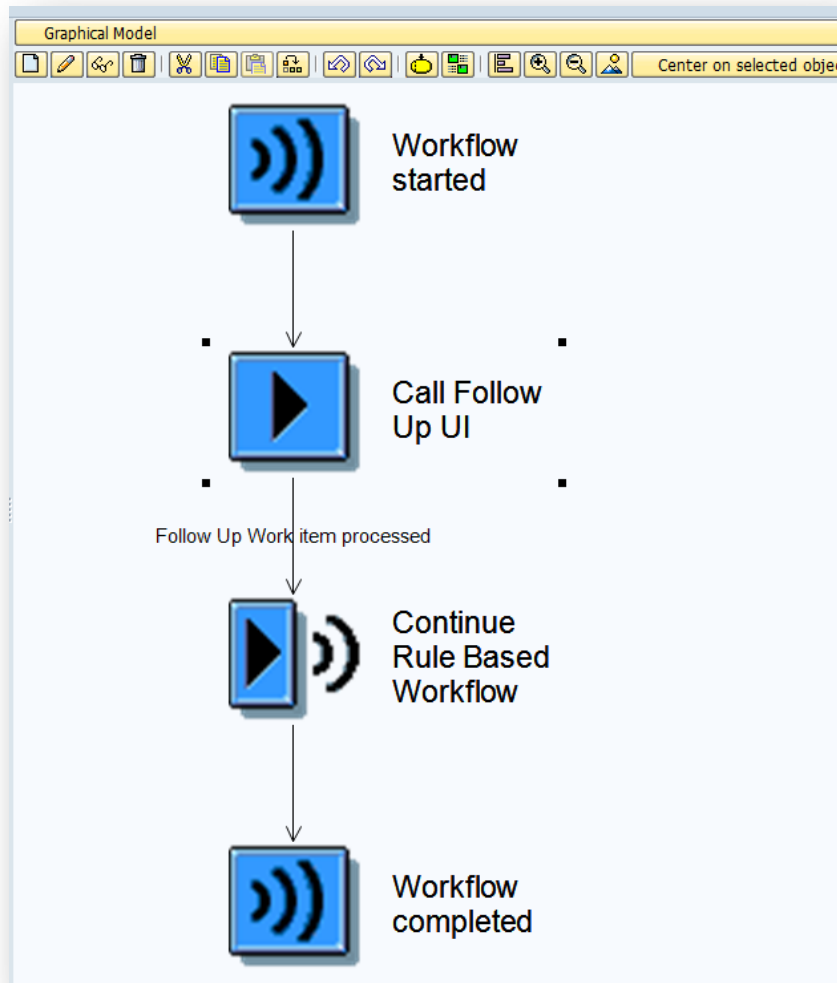 Graphical Model
Center on selected obje
Workflow
started
Call Follow
Up UI
Follow Up Work item processed
Continue
Rule Based
Workflow
Workflow
completed